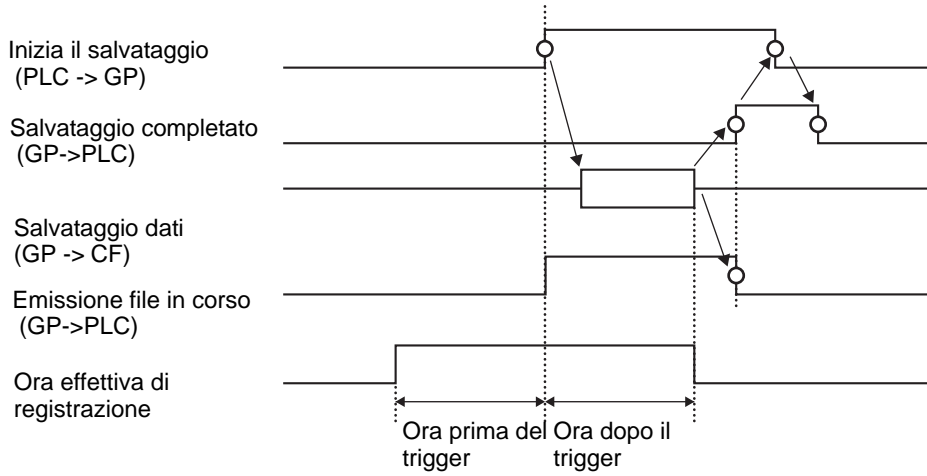 Inizia il salvataggio
(PLC -> GP)
Salvataggio completato
(GP->PLC)
Salvataggio dati
(GP -> CF)
Emissione file in corso
(GP->PLC)
Ora effettiva di
registrazione
Ora prima del
trigger
Ora dopo il
trigger